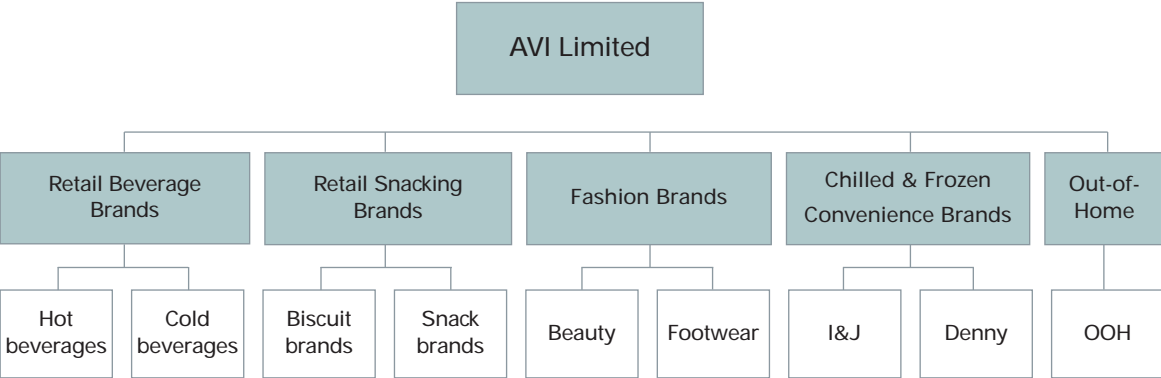 AVI Limited
Retail Beverage
Brands
Retail Snacking
Brands
Fashion Brands
Chilled & Frozen
Convenience Brands
Out-of-
Home
Hot
beverages
Cold
beverages
Biscuit
brands
Snack
brands
Beauty
Footwear
I&J
Denny
OOH